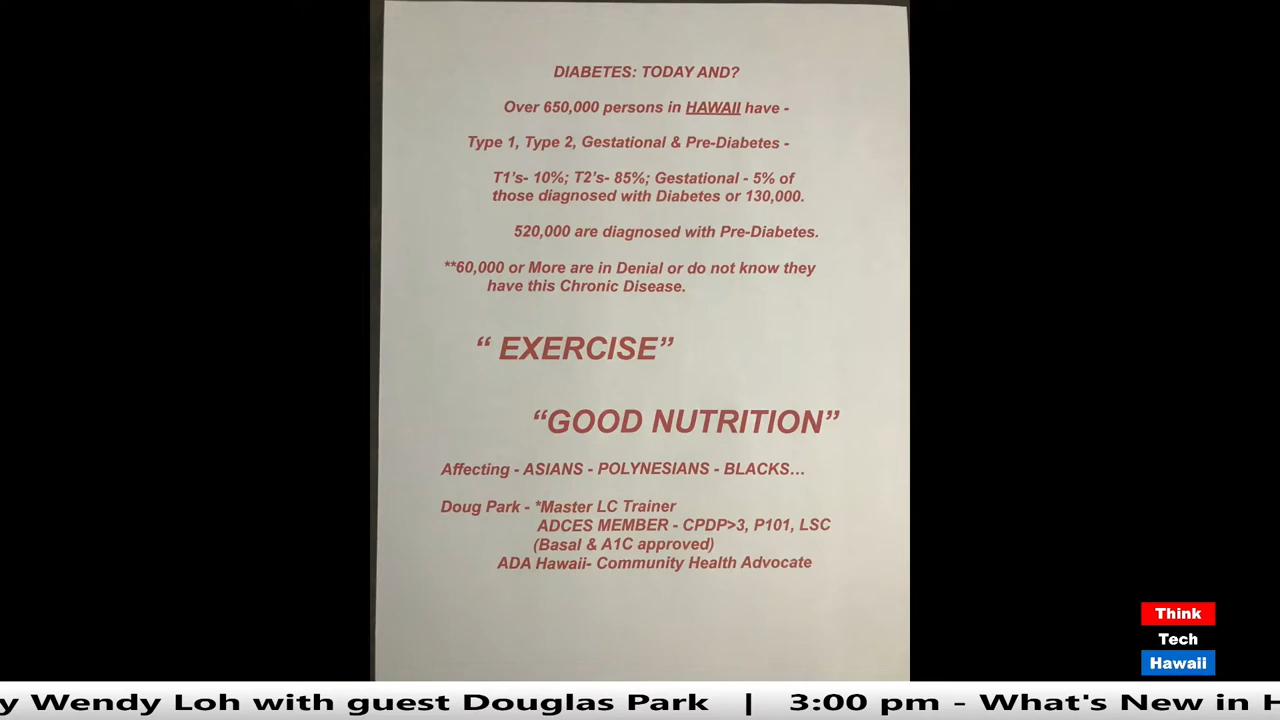 DIABETES: TODAY AND?
Over 650,000 persons in HAWAII have -
Type 1, Type 2, Gestational & Pre-Diabetes -
T1's- 10%; T2's- 85%; Gestational - 5% of
those diagnosed with Diabetes or 130,000.
520,000 are diagnosed with Pre-Diabetes.
**60,000 or More are in Denial or do not know they
have this Chronic Disease.
“ EXERCISE”
“GOOD NUTRITION”
Affecting - ASIANS - POLYNESIANS - BLACKS...
Doug Park - *Master LC Trainer
ADCES MEMBER - CPDP>3, P101, LSC
(Basal & A1C approved)
ADA Hawaii- Community Health Advocate
Think
Tech
Hawaii
y Wendy Loh with guest Douglas Park | 3:00 pm - What's New in H